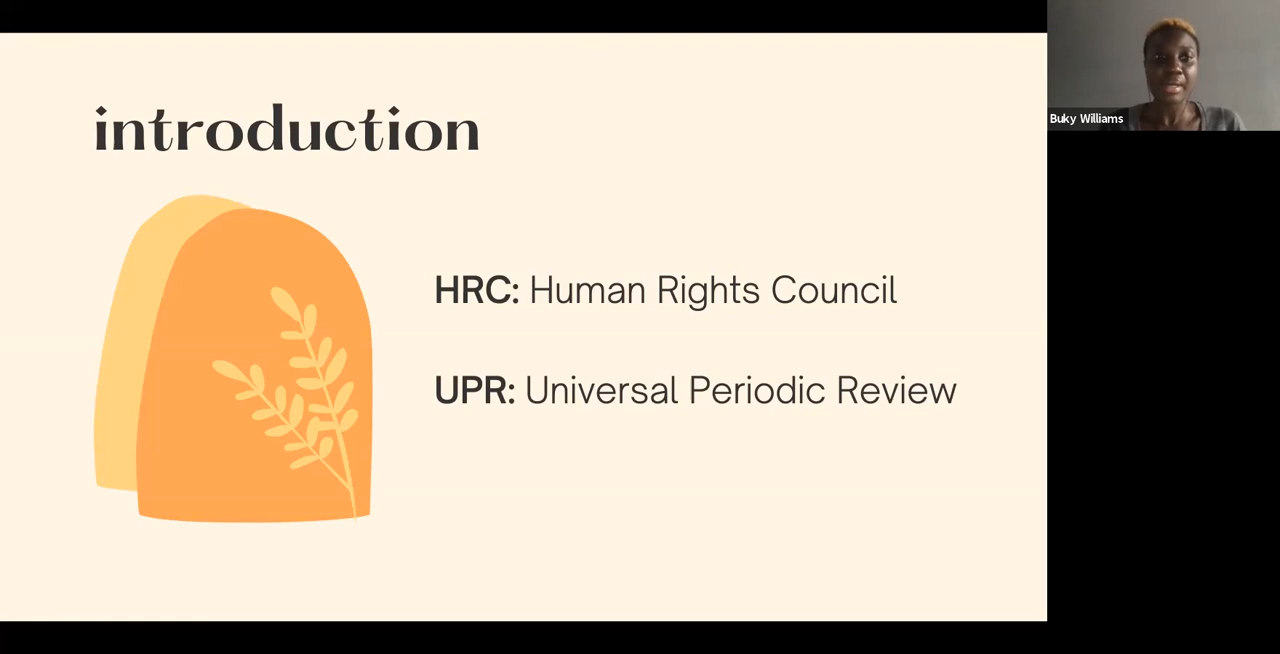 introduction
HRC: Human Rights Council
UPR: Universal Periodic Review
Buky Williams